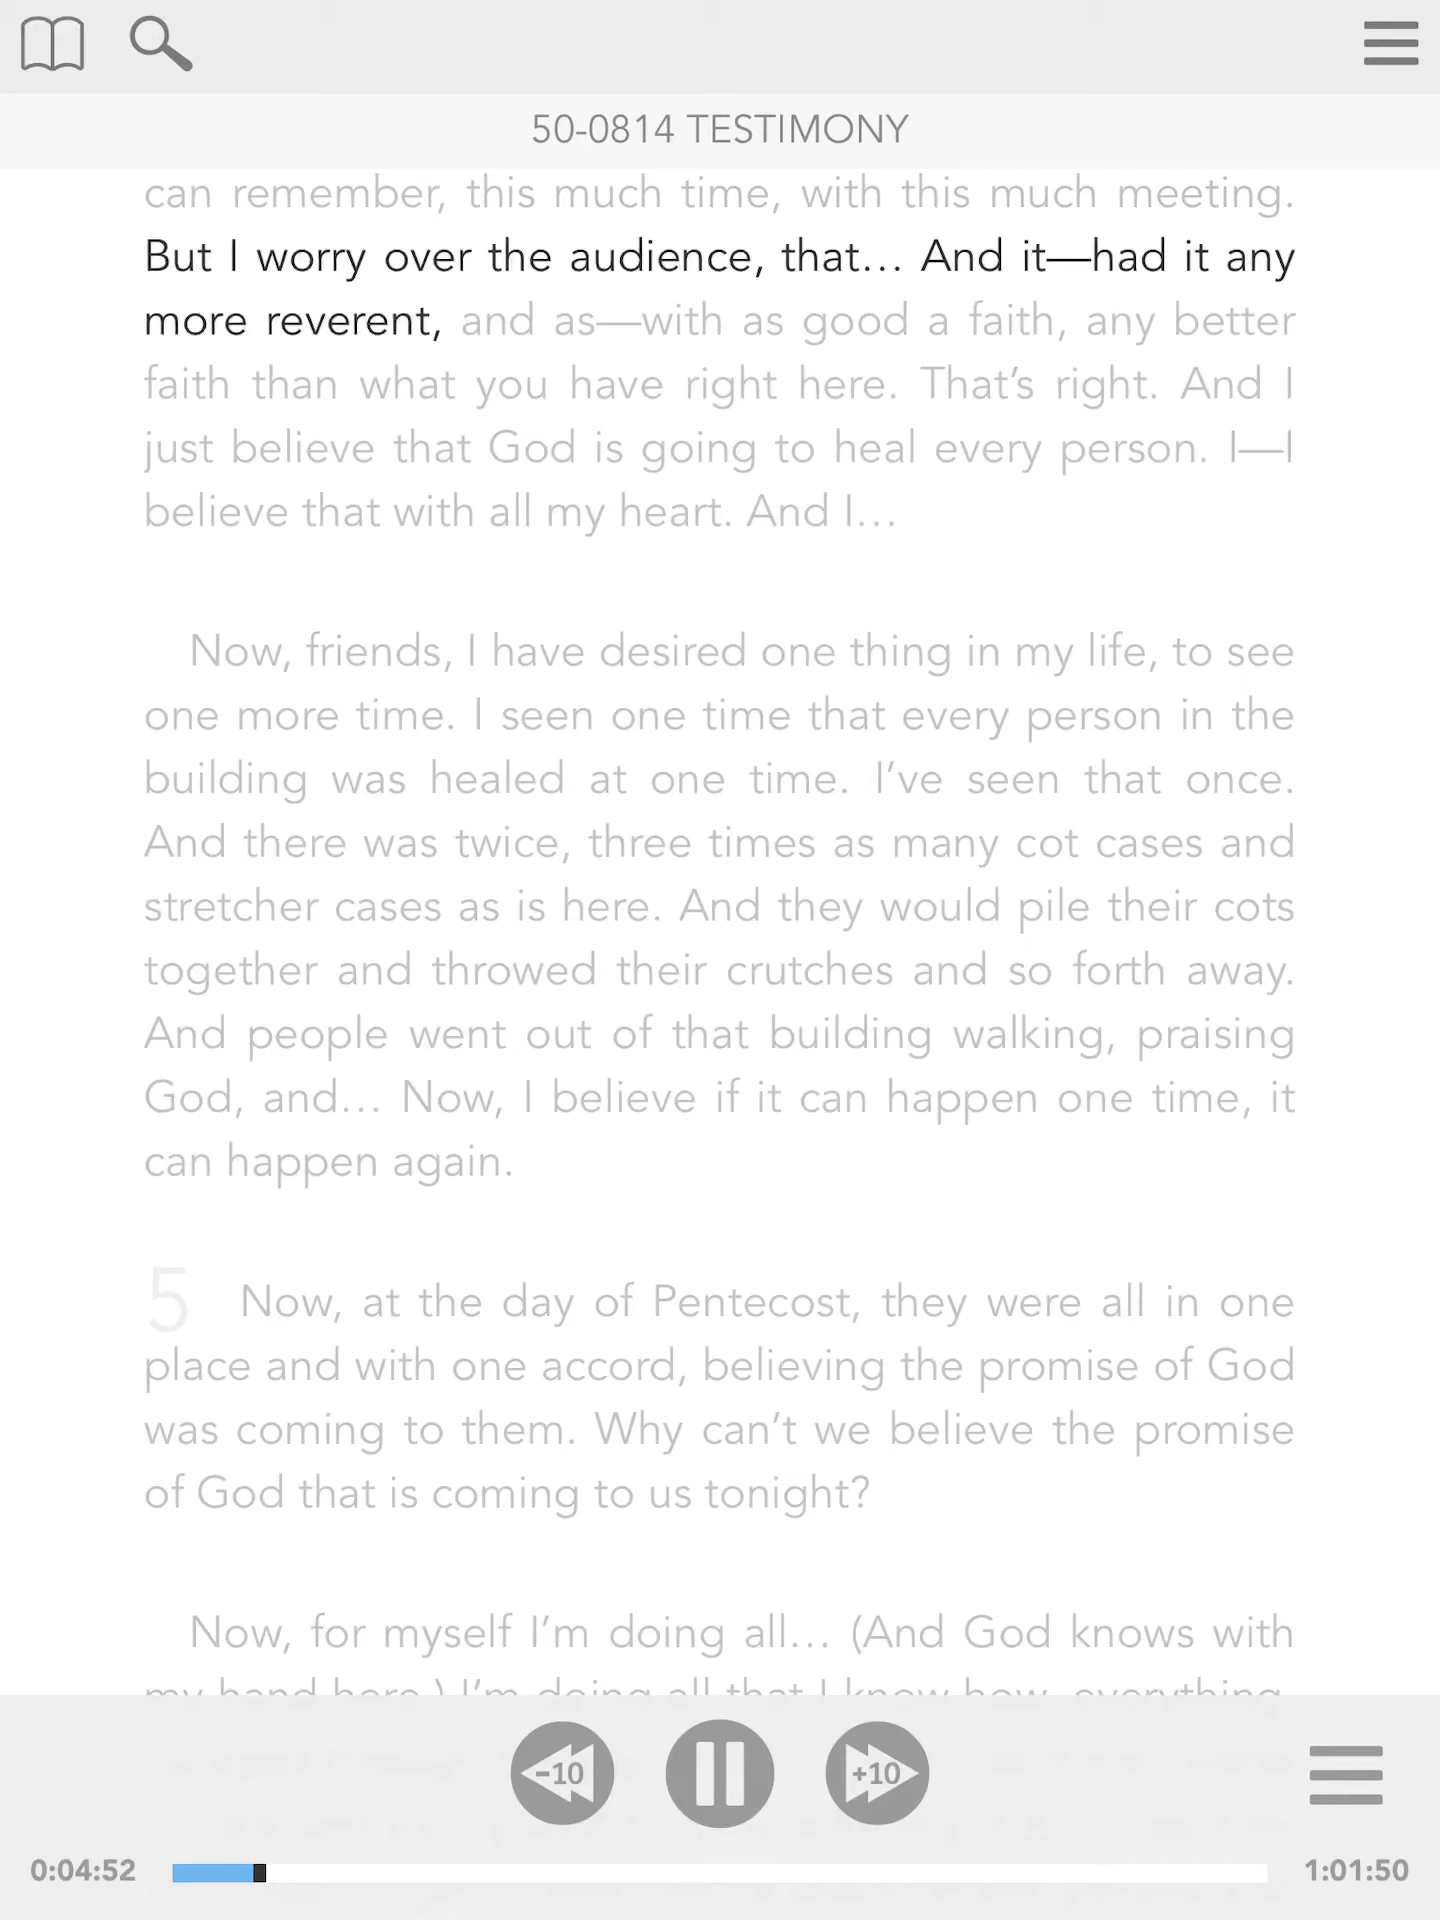 50-0814 TESTIMONY
can remember, this much time, with this much meeting.
But I worry over the audience, that… And it—had it any
more reverent, and as—with as good a faith, any better
faith than what you have right here. That’s right. And I
just believe that God is going to heal every person. I—I
believe that with all my heart. And I…
Now, friends, I have desired one thing in my life, to see
one more time. I seen one time that every person in the
building was healed at one time. I’ve seen that once.
And there was twice, three times as many cot cases and
stretcher cases as is here. And they would pile their cots
together and throwed their crutches and so forth away.
And people went out of that building walking, praising
God, and… Now, I believe if it can happen one time, it
can happen again.
5 Now, at the day of Pentecost, they were all in one
place and with one accord, believing the promise of God
was coming to them. Why can’t we believe the promise
of God that is coming to us tonight?
Now, for myself I’m doing all… (And God knows with
my hand here.) I’m doing all that I know how, everything
-10 +10
0:04:52 1:01:50